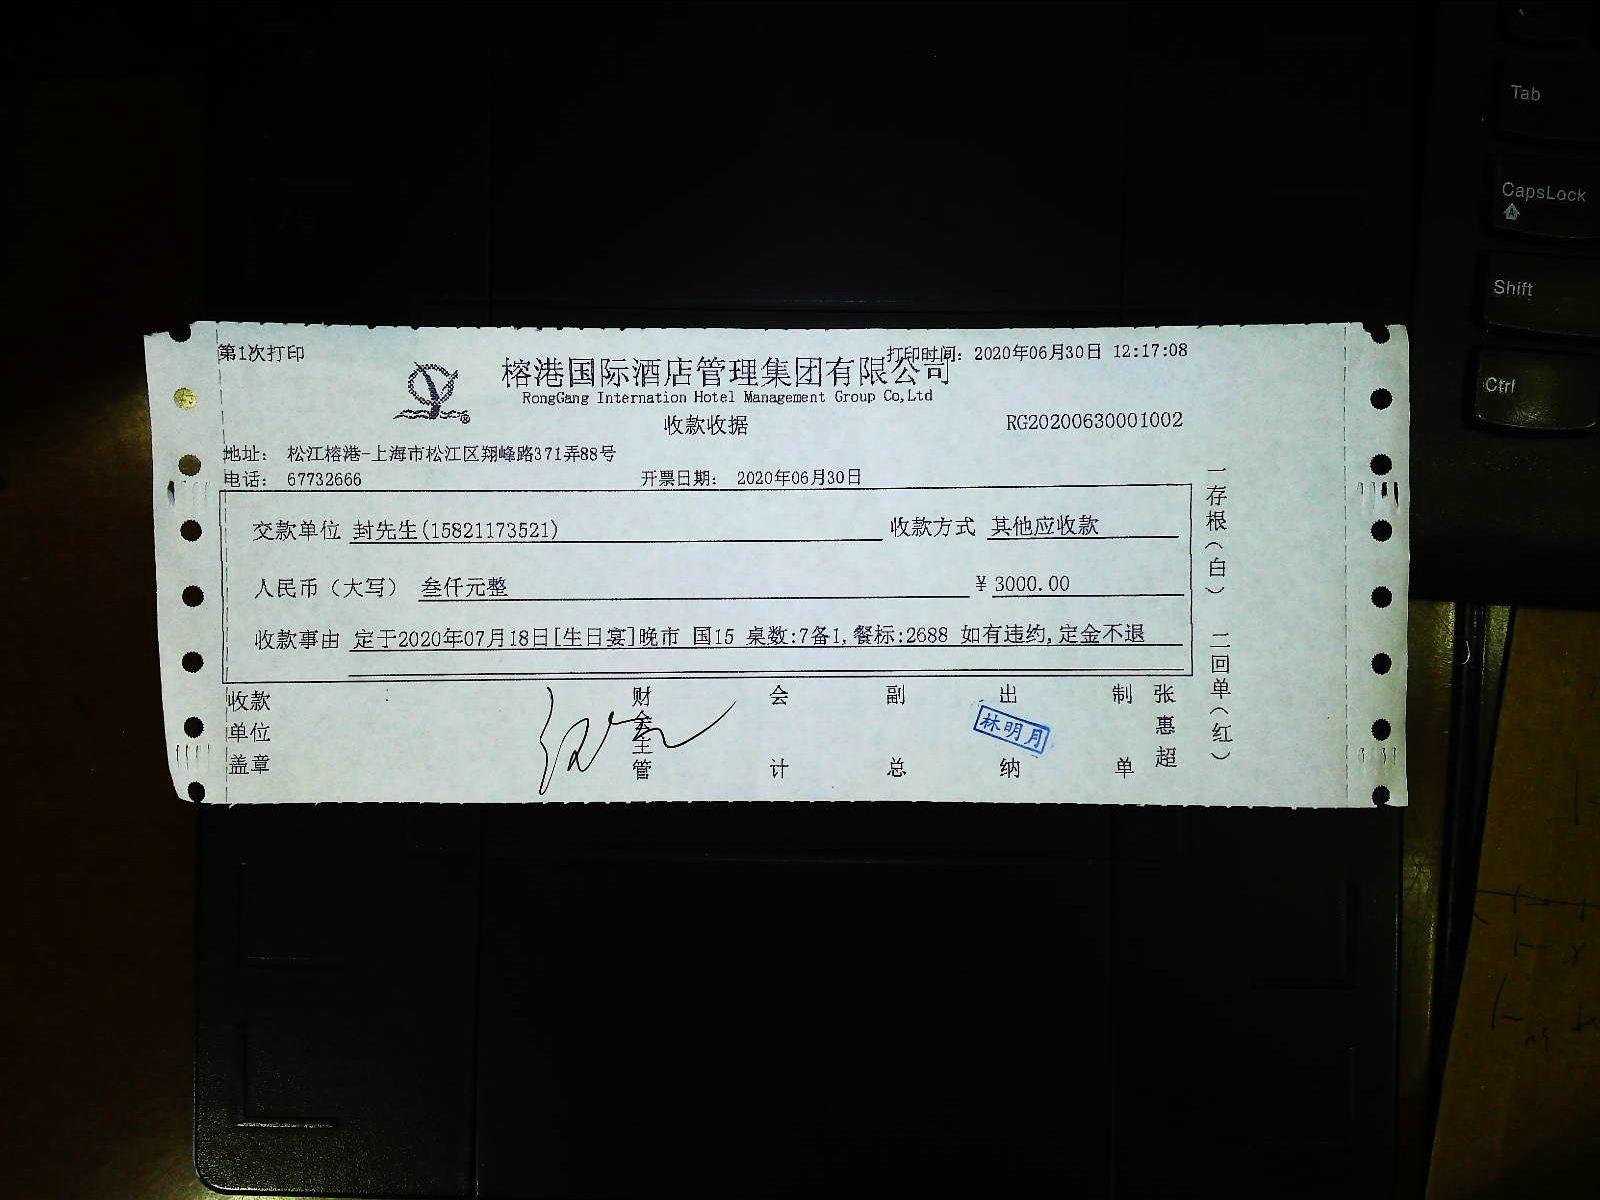 第1次打印
打印时间: 2020年06月30日 12:17:08
榕港国际酒店管理集团有限公司
RongGang Internation Hotel Management Group Co,Ltd
收款收据
RG20200630001002
地址: 松江榕港-上海市松江区翔峰路371弄88号
电话: 67732666
开票日期: 2020年06月30日
交款单位 封先生(15821173521) 收款方式 其他应收款
人民币(大写) 叁仟元整 ¥3000.00
收款事由 定于2020年07月18日[生日宴]晚市 国15 桌数:7备1,餐标:2688 如有违约,定金不退
一存根(白) 二回单(红)
收款单位盖章
财务主管
会计
副总
出纳
林明月
制单
张惠超
Tab
CapsLock
A
Shift
Ctrl